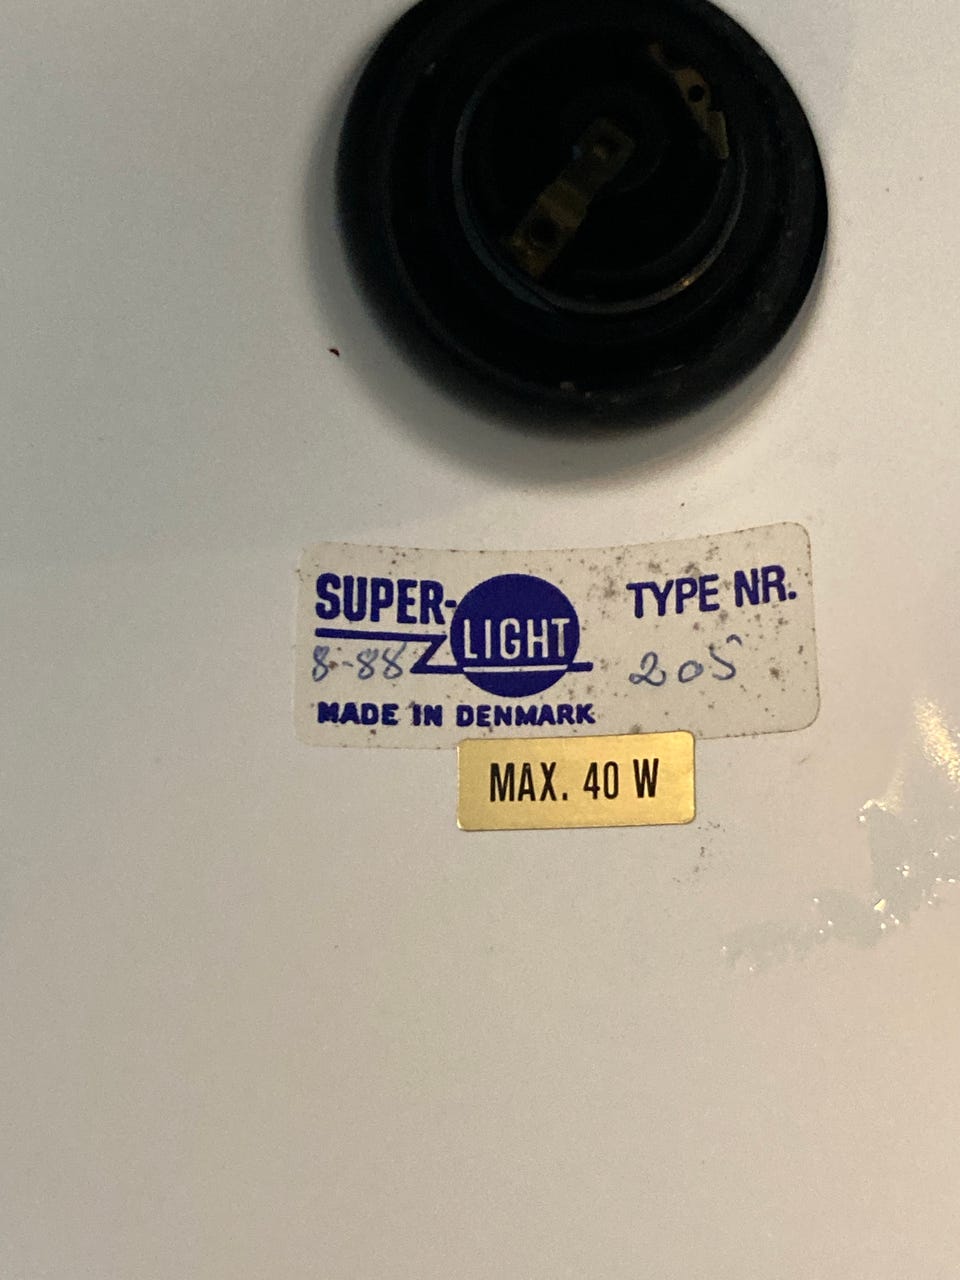 SUPER-LIGHT TYPE NR.
8-88 205
MADE IN DENMARK
MAX. 40 W